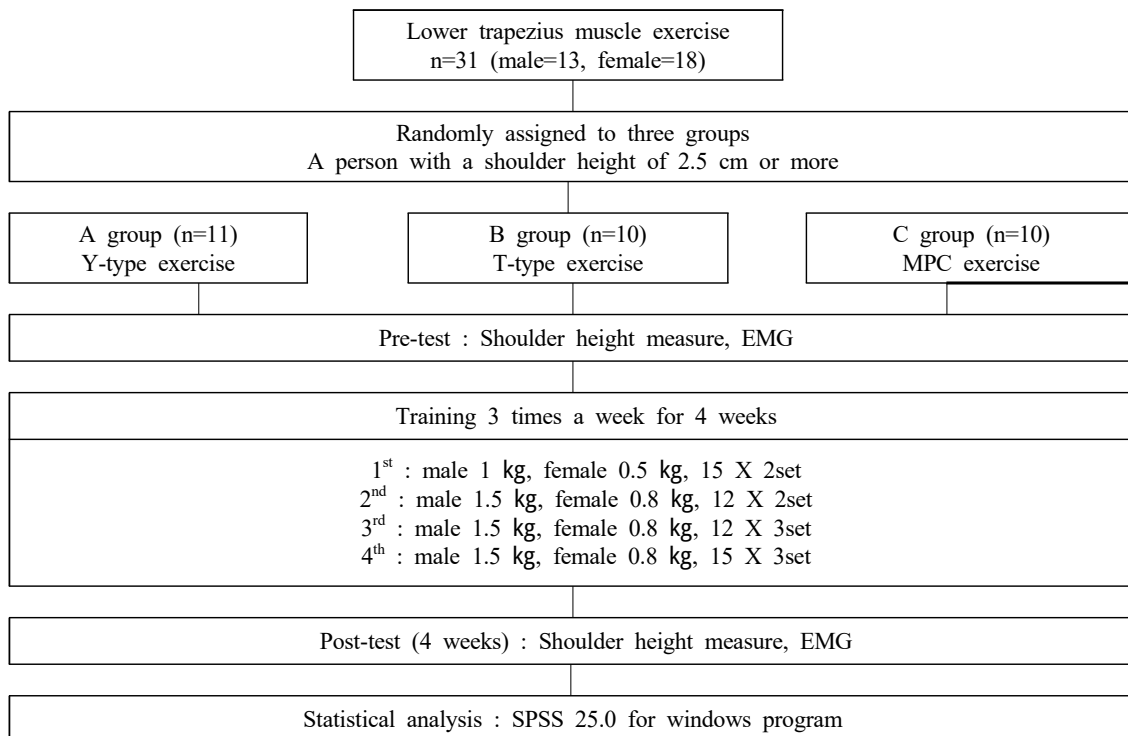 Lower trapezius muscle exercise
n=31 (male=13, female=18)
Randomly assigned to three groups
A person with a shoulder height of 2.5 cm or more
A group (n=11)
Y-type exercise
B group (n=10)
T-type exercise
C group (n=10)
MPC exercise
Pre-test : Shoulder height measure, EMG
Training 3 times a week for 4 weeks
1st : male 1 kg, female 0.5 kg, 15 X 2set
2nd : male 1.5 kg, female 0.8 kg, 12 X 2set
3rd : male 1.5 kg, female 0.8 kg, 12 X 3set
4th : male 1.5 kg, female 0.8 kg, 15 X 3set
Post-test (4 weeks) : Shoulder height measure, EMG
Statistical analysis : SPSS 25.0 for windows program